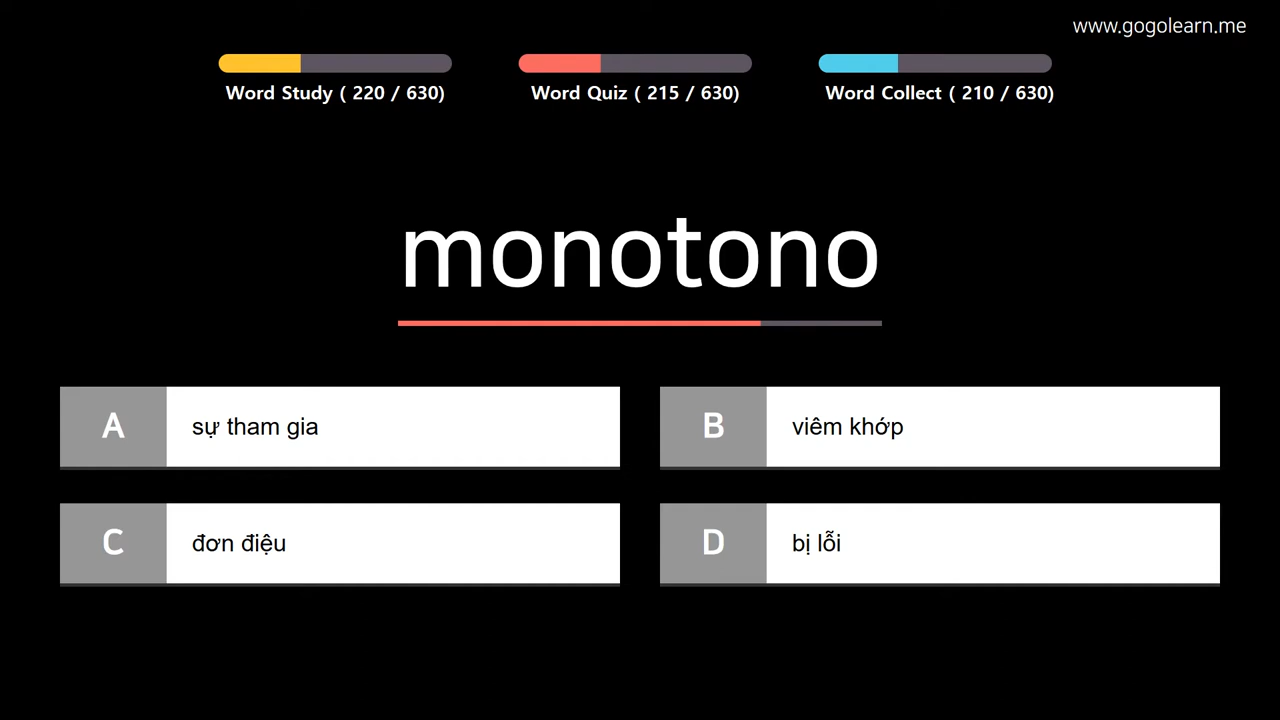 www.gogolearn.me
Word Study ( 220 / 630)
Word Quiz ( 215 / 630)
Word Collect ( 210 / 630)
monotono
A
sự tham gia
B
viêm khớp
C
đơn điệu
D
bị lỗi